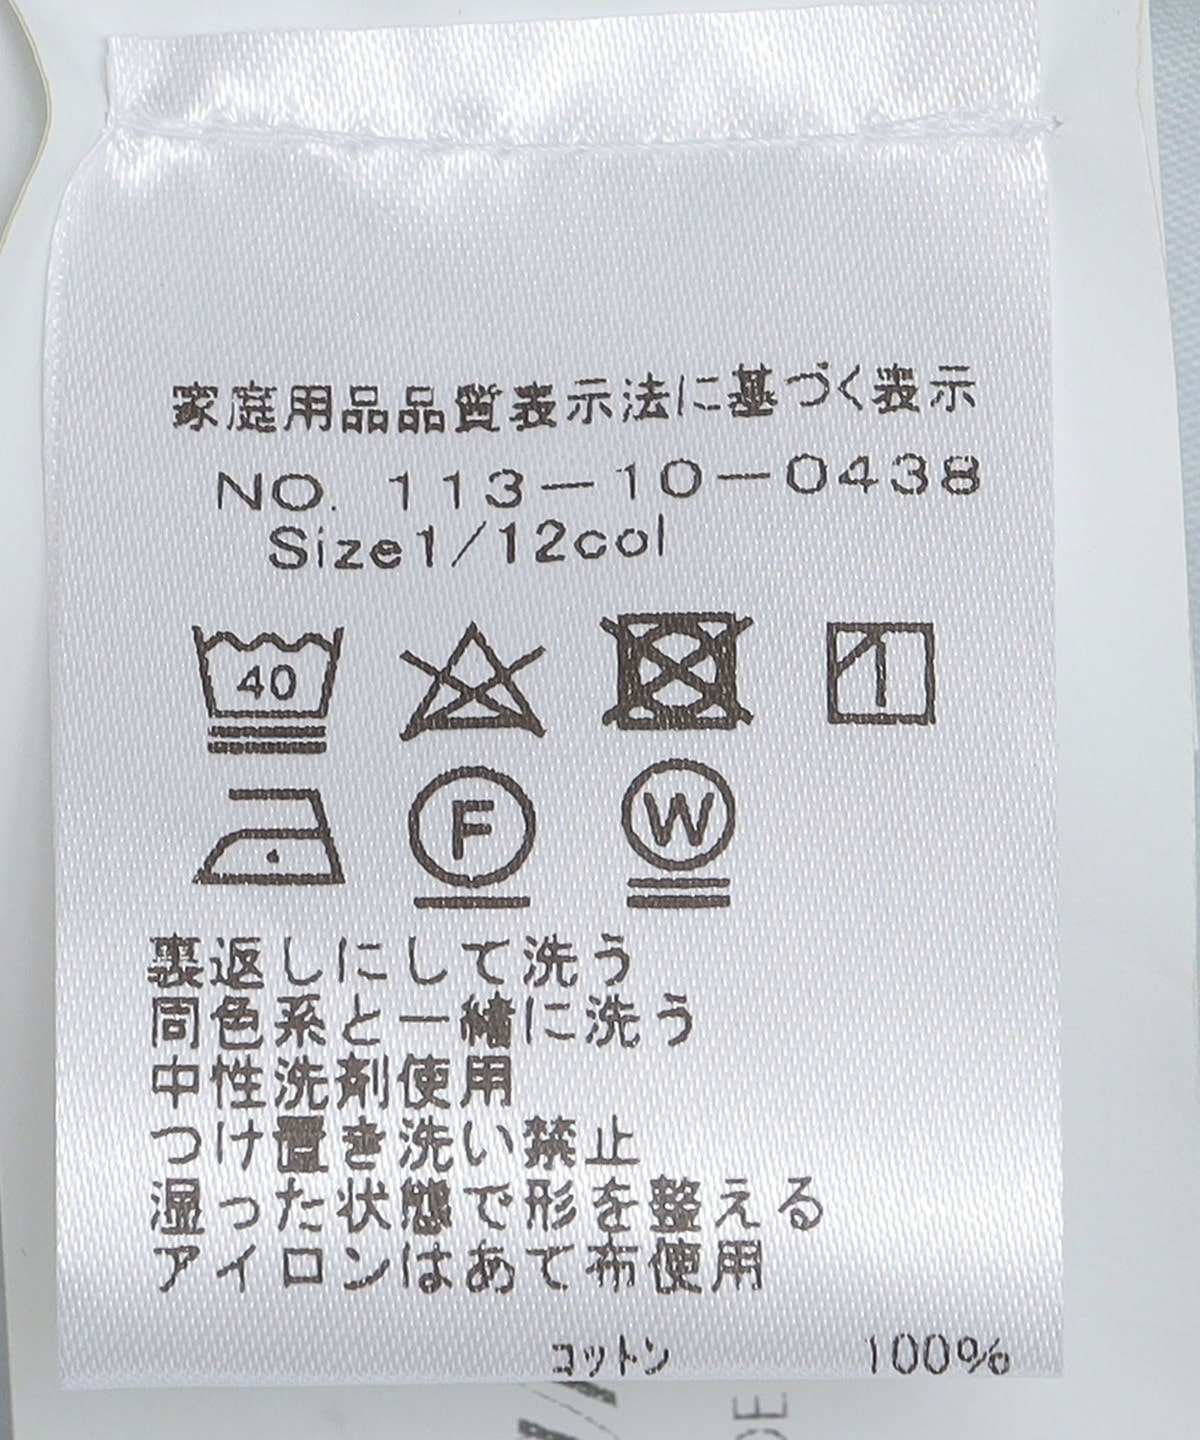 家庭用品品質表示法に基づく表示
NO. 113-10-0438
Size1/12col
40
F
W
裏返しにして洗う
同色系と一緒に洗う
中性洗剤使用
つけ置き洗い禁止
湿った状態で形を整える
アイロンはあて布使用
コットン 100%